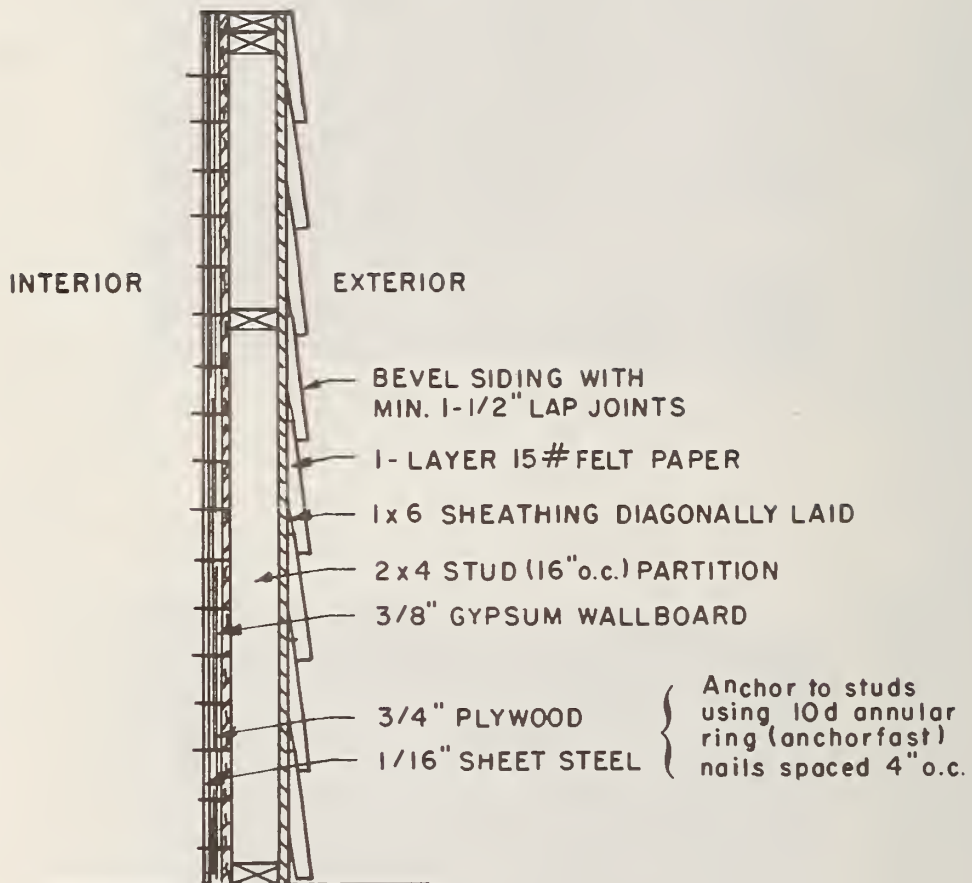 INTERIOR
EXTERIOR
BEVEL SIDING WITH
MIN. 1-1/2" LAP JOINTS
1-LAYER 15# FELT PAPER
1x6 SHEATHING DIAGONALLY LAID
2x4 STUD (16"o.c.) PARTITION
3/8" GYPSUM WALLBOARD
3/4" PLYWOOD
1/16" SHEET STEEL
Anchor to studs
using 10d annular
ring (anchorfast)
nails spaced 4"o.c.